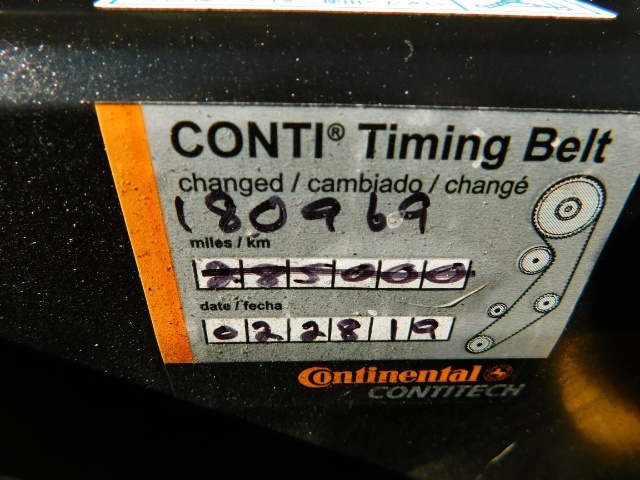 CONTI® Timing Belt
changed / cambiado / changé
180969
miles / km
285000
date / fecha
022819
Continental
CONTITECH